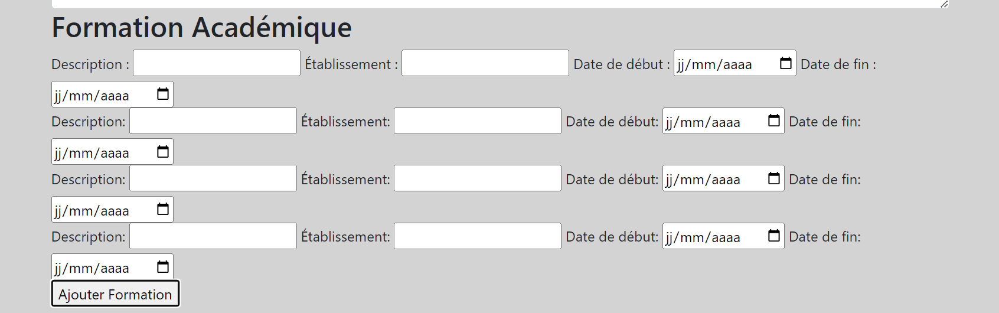 Formation Académique
Description : Établissement : Date de début : jj/mm/aaaa Date de fin :
jj/mm/aaaa
Description: Établissement: Date de début: jj/mm/aaaa Date de fin:
jj/mm/aaaa
Description: Établissement: Date de début: jj/mm/aaaa Date de fin:
jj/mm/aaaa
Description: Établissement: Date de début: jj/mm/aaaa Date de fin:
jj/mm/aaaa
Ajouter Formation